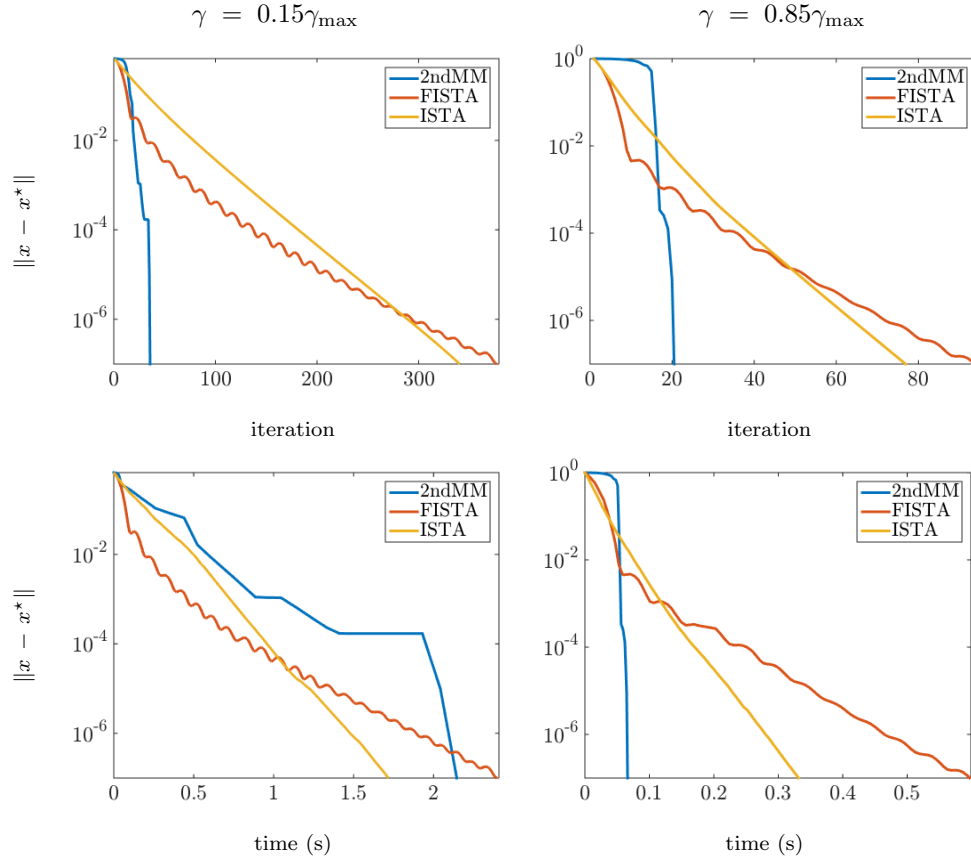 γ = 0.15γmax
γ = 0.85γmax
‖x − x⋆‖
10^-2
10^-4
10^-6
0 100 200 300
iteration
2ndMM
FISTA
ISTA
10^0
10^-2
10^-4
10^-6
0 20 40 60 80
iteration
2ndMM
FISTA
ISTA
‖x − x⋆‖
10^-2
10^-4
10^-6
0 0.5 1 1.5 2
time (s)
2ndMM
FISTA
ISTA
10^0
10^-2
10^-4
10^-6
0 0.1 0.2 0.3 0.4 0.5
time (s)
2ndMM
FISTA
ISTA